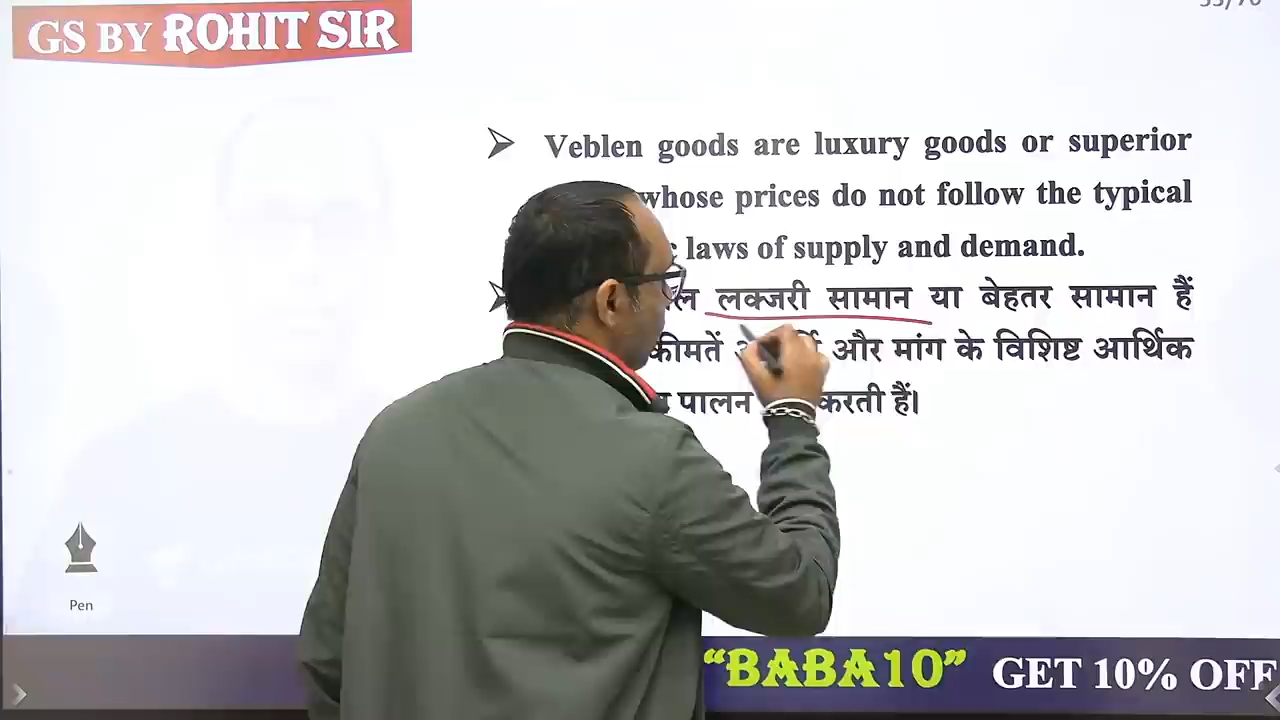 GS BY ROHIT SIR
Veblen goods are luxury goods or superior
whose prices do not follow the typical
laws of supply and demand.
लक्जरी सामान या बेहतर सामान हैं
कीमतें और मांग के विशिष्ट आर्थिक
पालन करती हैं।
Pen
“BABA10” GET 10% OFF